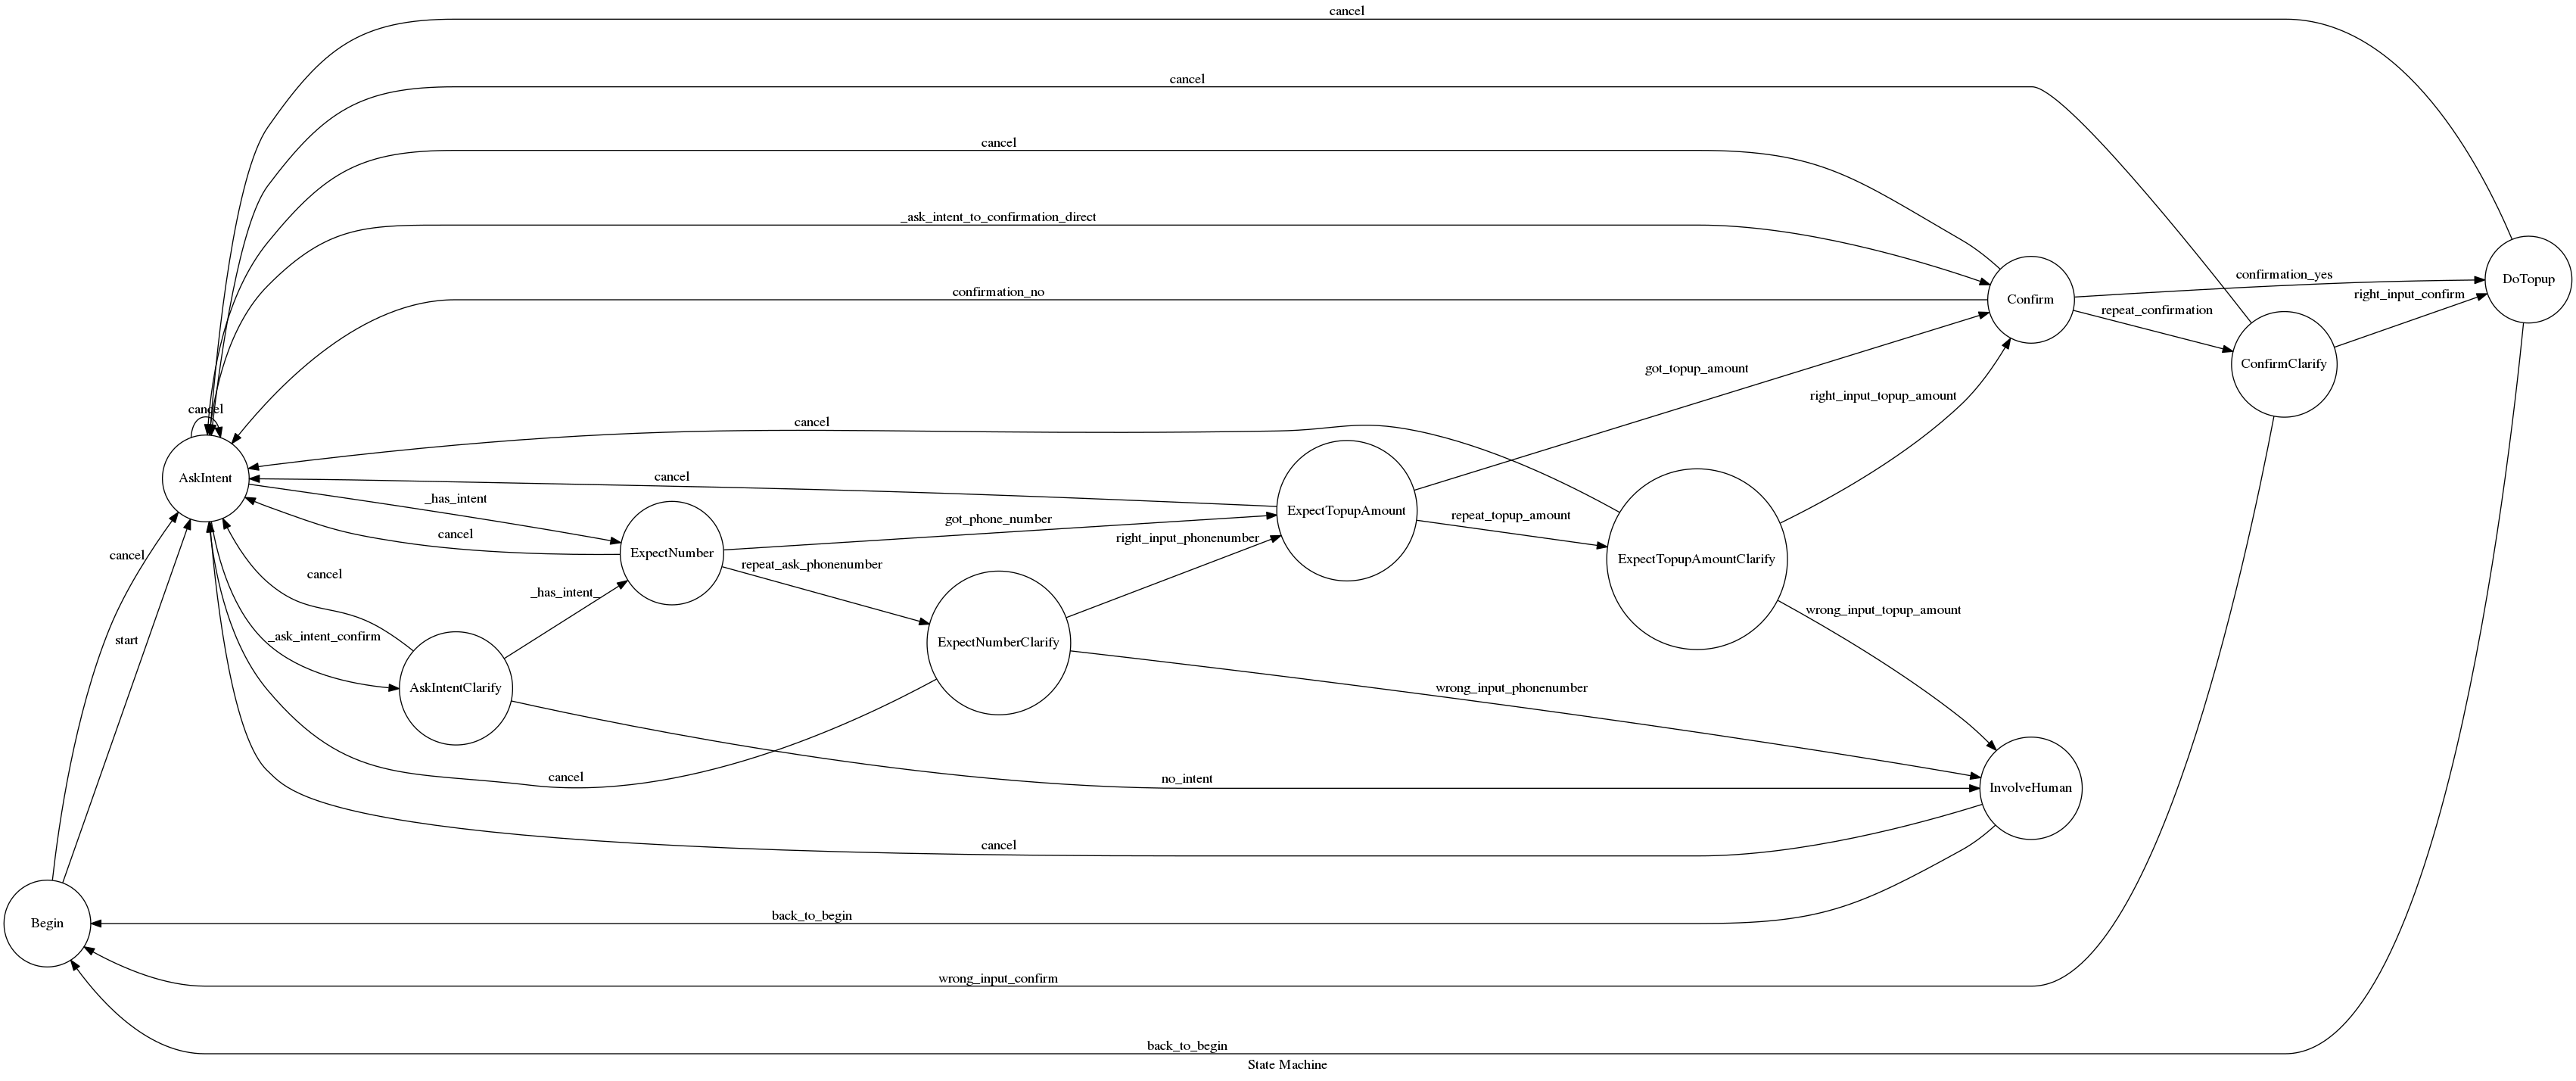 cancel
cancel
cancel
_ask_intent_to_confirmation_direct
confirmation_no
confirmation_yes
DoTopup
right_input_confirm
Confirm
repeat_confirmation
ConfirmClarify
got_topup_amount
right_input_topup_amount
cancel
cancel
AskIntent
cancel
_has_intent
cancel
ExpectNumber
got_phone_number
right_input_phonenumber
ExpectTopupAmount
repeat_topup_amount
ExpectTopupAmountClarify
cancel
repeat_ask_phonenumber
cancel
_has_intent_
start
_ask_intent_confirm
ExpectNumberClarify
wrong_input_topup_amount
AskIntentClarify
wrong_input_phonenumber
cancel
no_intent
InvolveHuman
cancel
Begin
back_to_begin
wrong_input_confirm
back_to_begin
State Machine